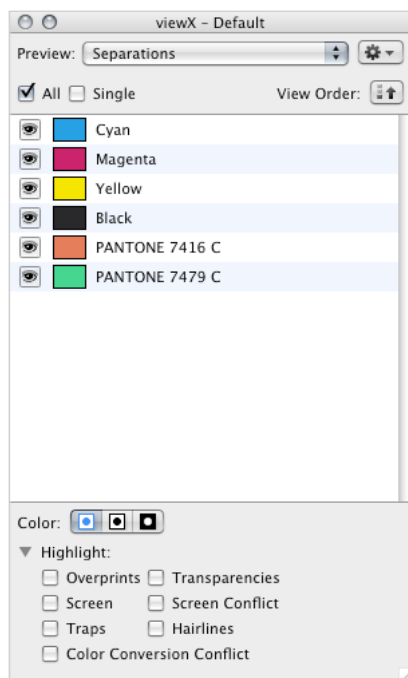 viewX – Default
Preview: Separations
All Single View Order:
Cyan
Magenta
Yellow
Black
PANTONE 7416 C
PANTONE 7479 C
Color:
Highlight:
Overprints Transparencies
Screen Screen Conflict
Traps Hairlines
Color Conversion Conflict